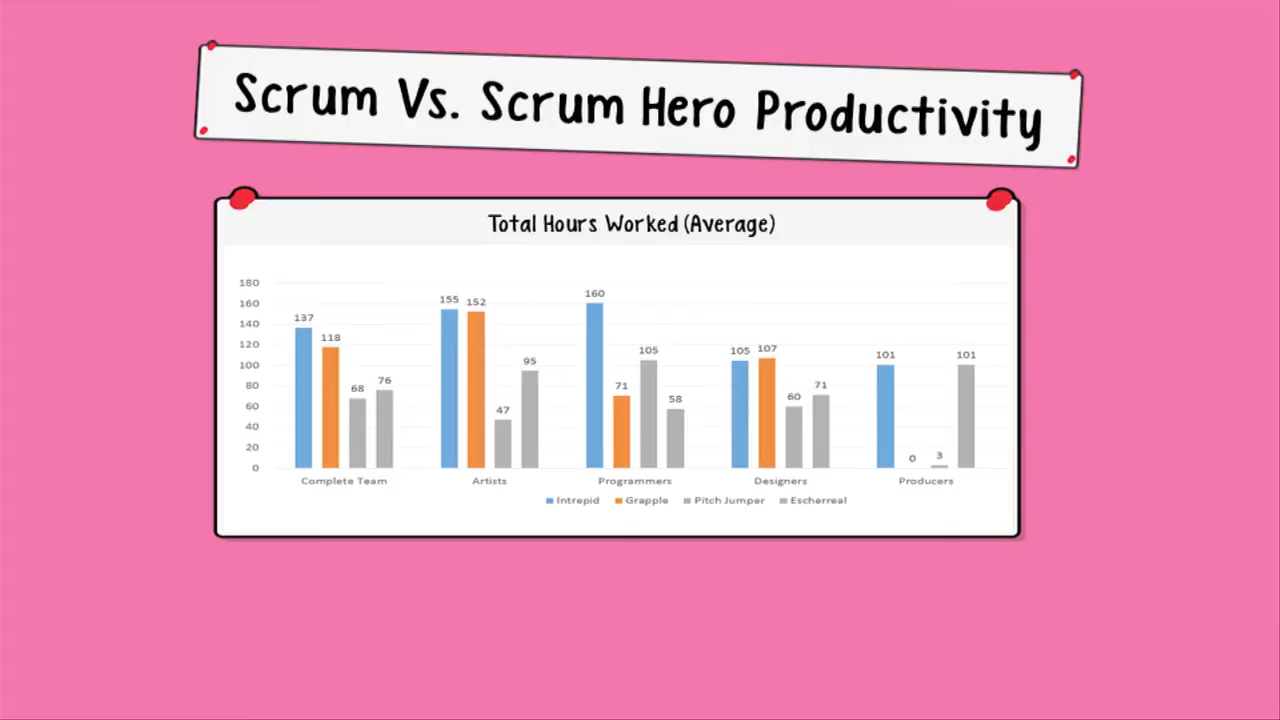 Scrum Vs. Scrum Hero Productivity
Total Hours Worked (Average)
180
160
140
120
100
80
60
40
20
0
137 118 68 76
155 152 47 95
160 71 105 58
105 107 60 71
101 0 3 101
Complete Team Artists Programmers Designers Producers
Intrepid Grapple Pitch Jumper Escherreal